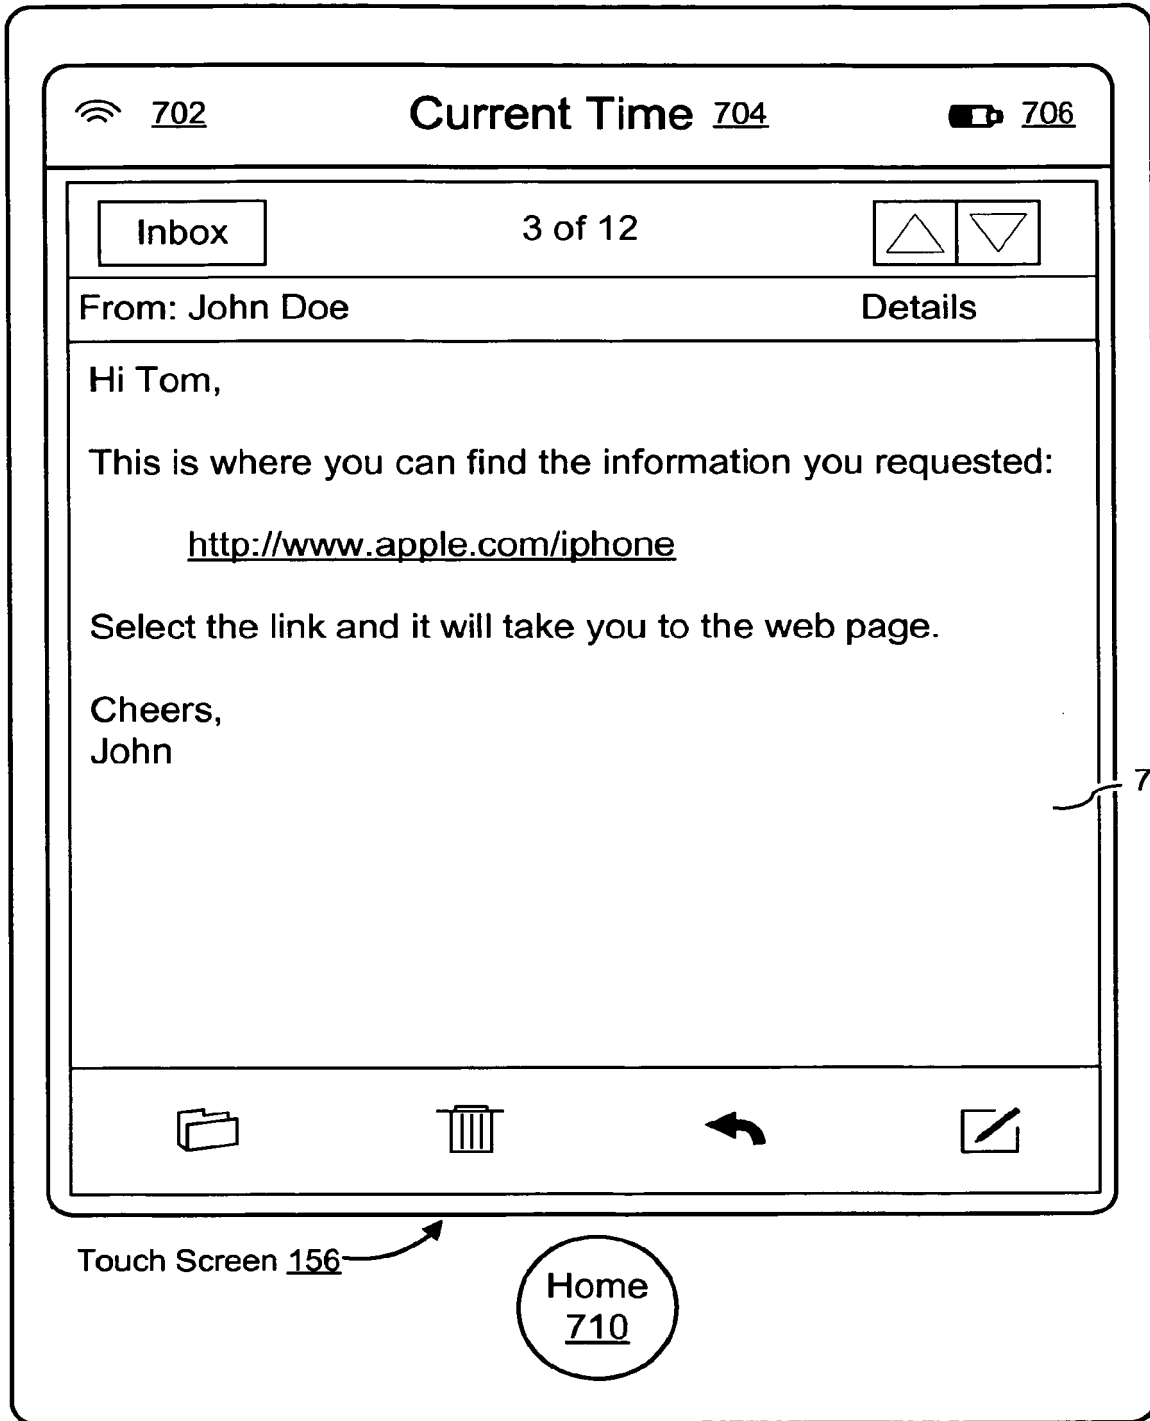 702 Current Time 704 706
Inbox 3 of 12
From: John Doe Details
Hi Tom,
This is where you can find the information you requested:
http://www.apple.com/iphone
Select the link and it will take you to the web page.
Cheers,
John
7
Touch Screen 156
Home
710